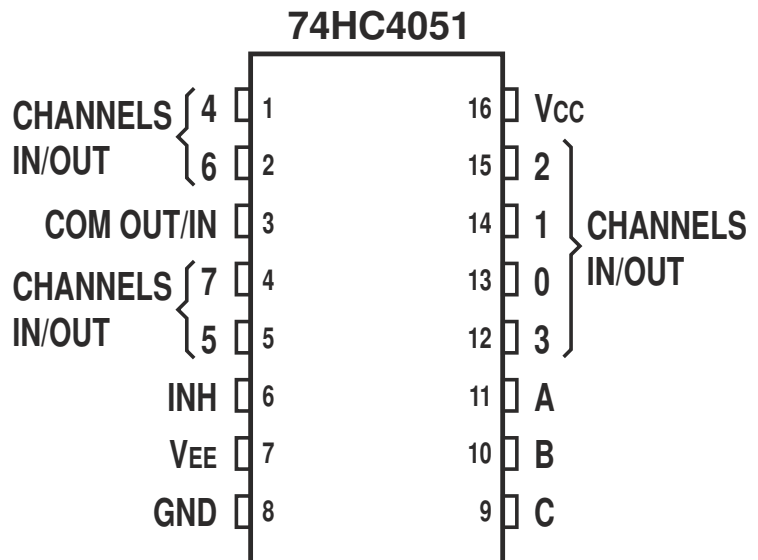 74HC4051
CHANNELS
IN/OUT
4 1
6 2
COM OUT/IN 3
CHANNELS
IN/OUT
7 4
5 5
INH 6
VEE 7
GND 8
16 VCC
15 2
14 1
13 0
12 3
CHANNELS
IN/OUT
11 A
10 B
9 C